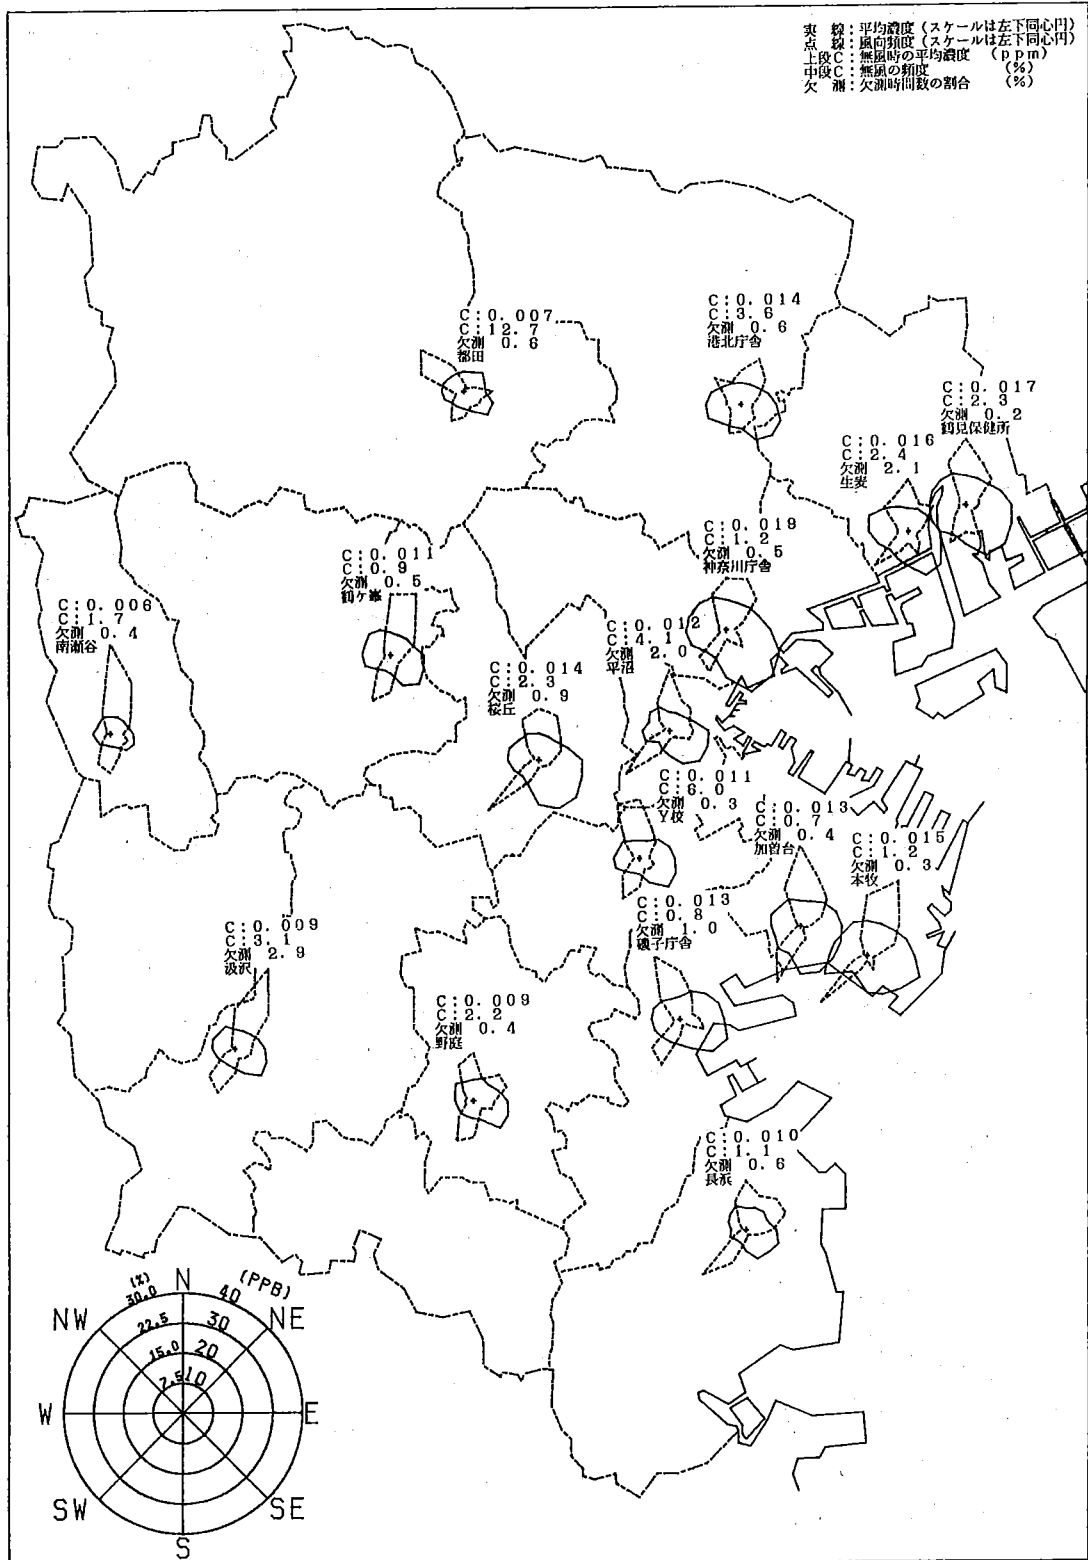 実　線：平均濃度（スケールは左下同心円）
点　線：風向頻度（スケールは左下同心円）
上段C：無風時の平均濃度　（ppm）
中段C：無風の頻度　（%）
欠　測：欠測時間数の割合　（%）
C:0.007
C:12.7
欠測 0.6
都田
C:0.014
C:3.6
欠測 0.6
港北庁舎
C:0.017
C:2.3
欠測 0.2
鶴見保健所
C:0.016
C:2.4
欠測 2.1
生麦
C:0.019
C:1.2
欠測 0.5
神奈川庁舎
C:0.011
C:0.9
欠測 0.5
鶴ケ峯
C:0.006
C:1.7
欠測 0.4
南瀬谷
C:0.012
C:4.1
欠測 2.0
平沼
C:0.014
C:2.3
欠測 0.9
桜丘
C:0.011
C:6.0
欠測 0.3
Y校
C:0.013
C:0.7
欠測 0.4
加曽台
C:0.015
C:1.2
欠測 0.3
本牧
C:0.013
C:0.8
欠測 1.0
磯子庁舎
C:0.009
C:3.1
欠測 2.9
汲沢
C:0.009
C:2.2
欠測 0.4
野庭
C:0.010
C:1.1
欠測 0.6
長浜
(%) N (PPB)
30.0 40
NW 22.5 30 NE
15.0 20
7.5 10
W E
SW SE
S